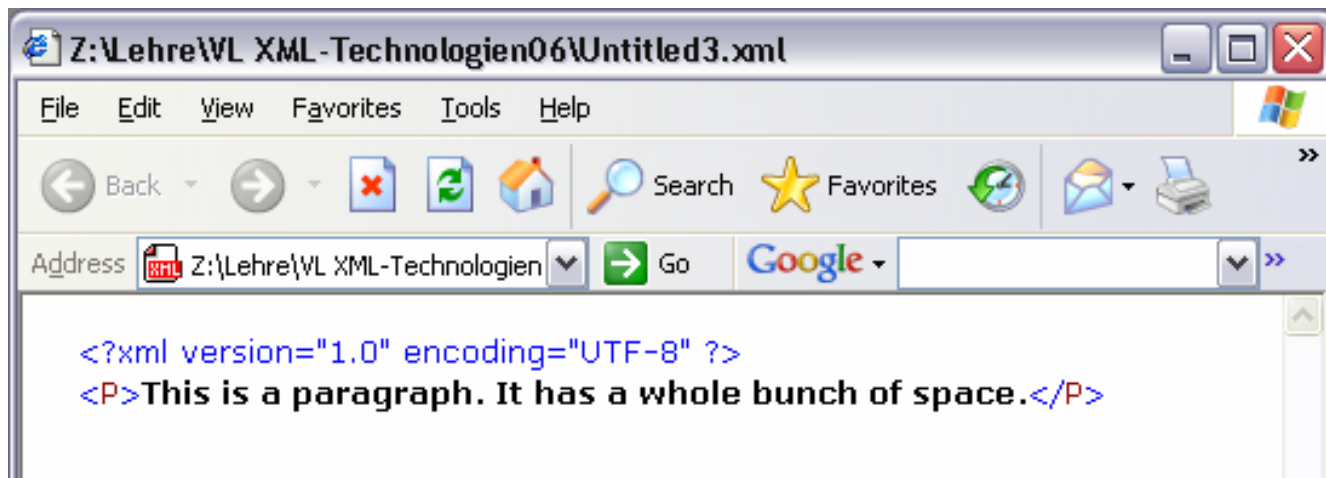 Z:\Lehre\VL XML-Technologien06\Untitled3.xml
File Edit View Favorites Tools Help
Back Search Favorites »
Address XML Z:\Lehre\VL XML-Technologien Go Google »
<?xml version="1.0" encoding="UTF-8" ?>
<P>This is a paragraph. It has a whole bunch of space.</P>